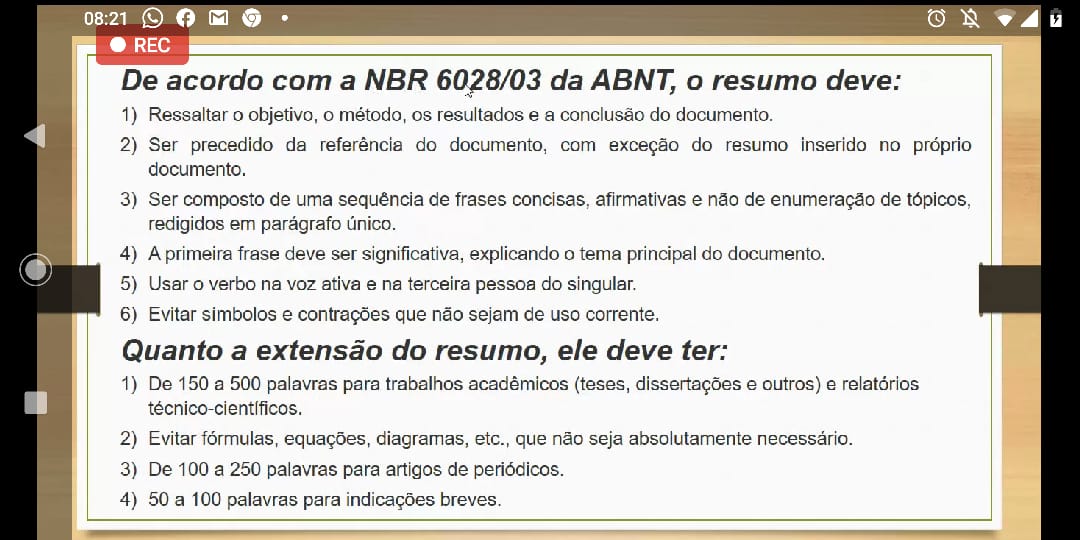 08:21
REC
De acordo com a NBR 6028/03 da ABNT, o resumo deve:
1) Ressaltar o objetivo, o método, os resultados e a conclusão do documento.
2) Ser precedido da referência do documento, com exceção do resumo inserido no próprio
documento.
3) Ser composto de uma sequência de frases concisas, afirmativas e não de enumeração de tópicos,
redigidos em parágrafo único.
4) A primeira frase deve ser significativa, explicando o tema principal do documento.
5) Usar o verbo na voz ativa e na terceira pessoa do singular.
6) Evitar símbolos e contrações que não sejam de uso corrente.
Quanto a extensão do resumo, ele deve ter:
1) De 150 a 500 palavras para trabalhos acadêmicos (teses, dissertações e outros) e relatórios
técnico-científicos.
2) Evitar fórmulas, equações, diagramas, etc., que não seja absolutamente necessário.
3) De 100 a 250 palavras para artigos de periódicos.
4) 50 a 100 palavras para indicações breves.